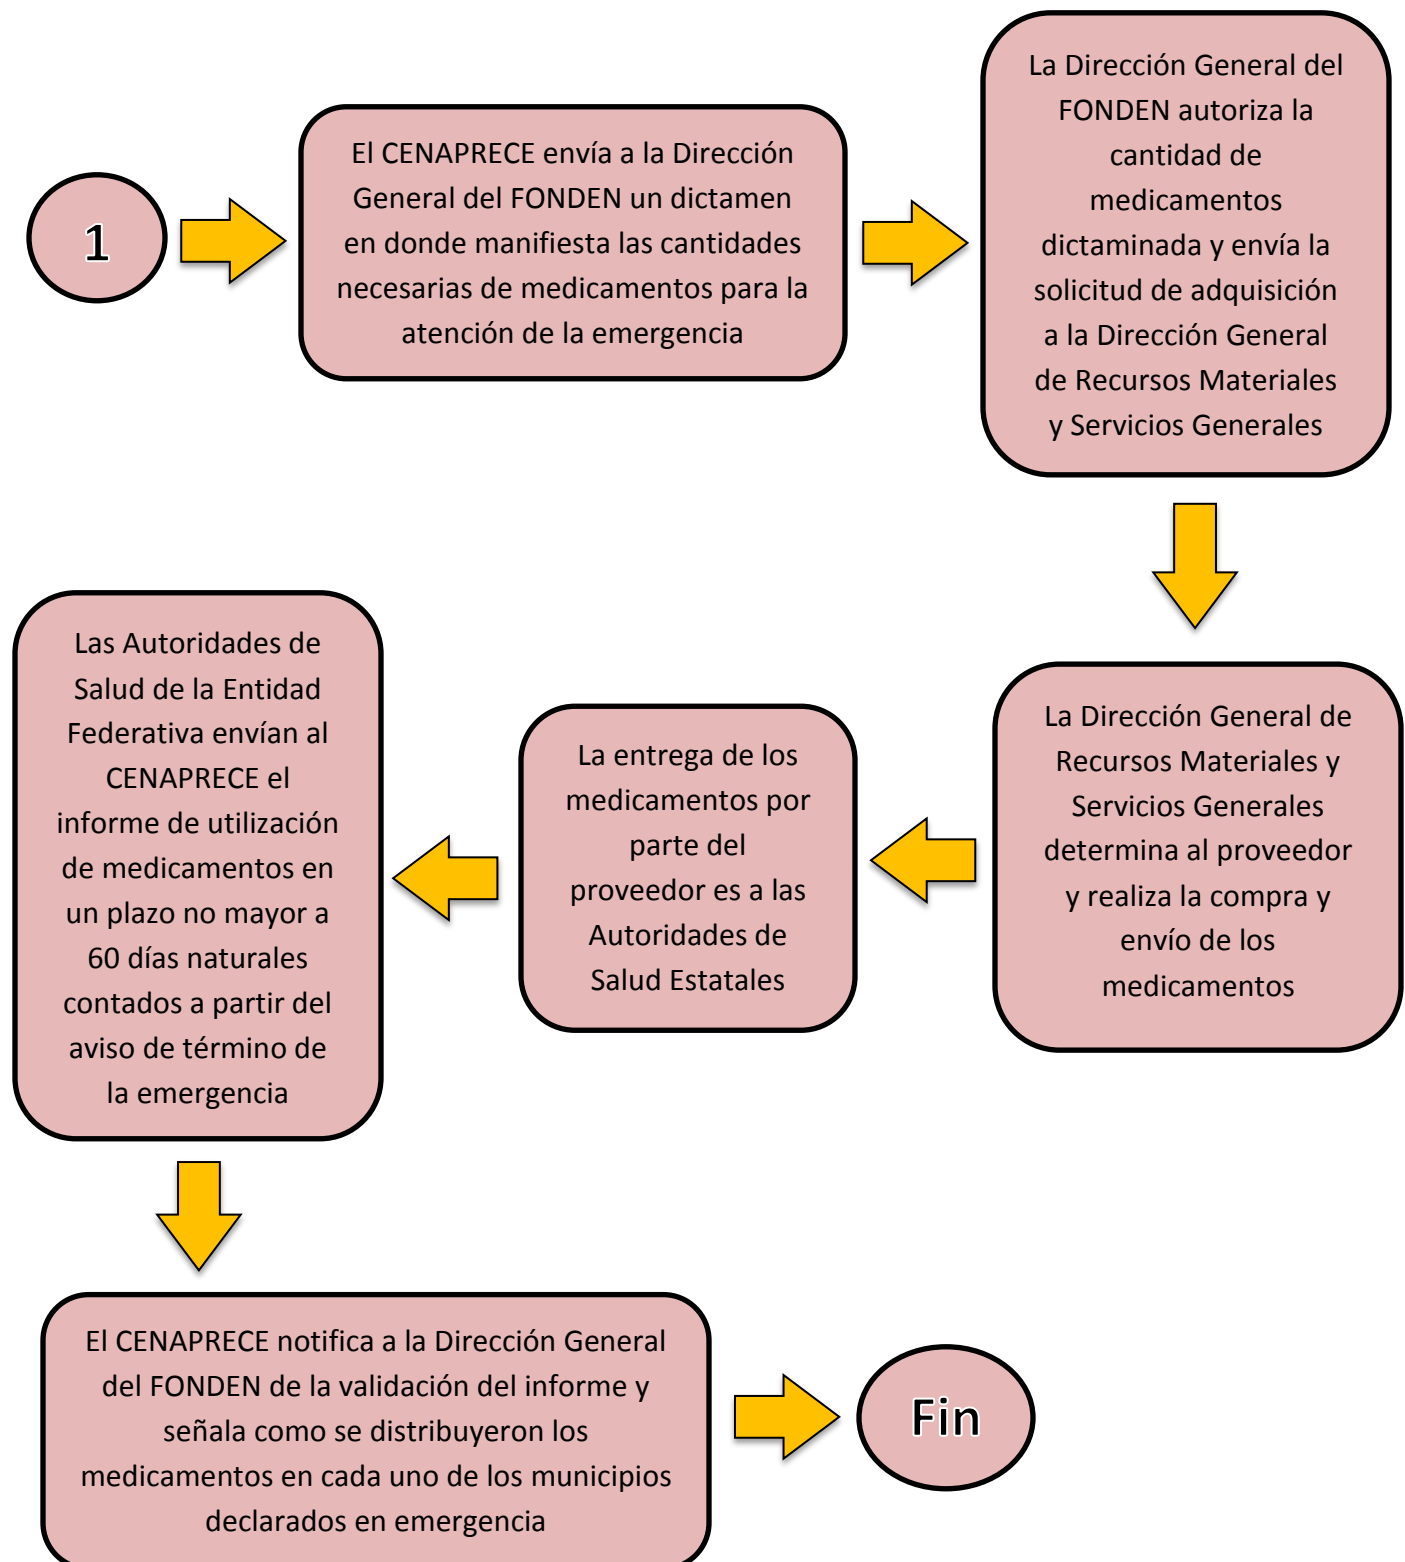 1
El CENAPRECE envía a la Dirección
General del FONDEN un dictamen
en donde manifiesta las cantidades
necesarias de medicamentos para la
atención de la emergencia
La Dirección General del
FONDEN autoriza la
cantidad de
medicamentos
dictaminada y envía la
solicitud de adquisición
a la Dirección General
de Recursos Materiales
y Servicios Generales
La Dirección General de
Recursos Materiales y
Servicios Generales
determina al proveedor
y realiza la compra y
envío de los
medicamentos
La entrega de los
medicamentos por
parte del
proveedor es a las
Autoridades de
Salud Estatales
Las Autoridades de
Salud de la Entidad
Federativa envían al
CENAPRECE el
informe de utilización
de medicamentos en
un plazo no mayor a
60 días naturales
contados a partir del
aviso de término de
la emergencia
El CENAPRECE notifica a la Dirección General
del FONDEN de la validación del informe y
señala como se distribuyeron los
medicamentos en cada uno de los municipios
declarados en emergencia
Fin